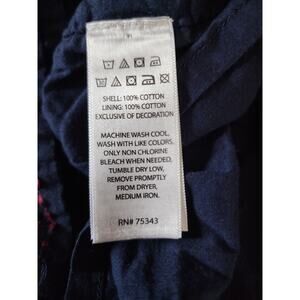 SHELL: 100% COTTON
LINING: 100% COTTON
EXCLUSIVE OF DECORATION
MACHINE WASH COOL,
WASH WITH LIKE COLORS,
ONLY NON CHLORINE
BLEACH WHEN NEEDED,
TUMBLE DRY LOW,
REMOVE PROMPTLY
FROM DRYER,
MEDIUM IRON.
RN# 75343